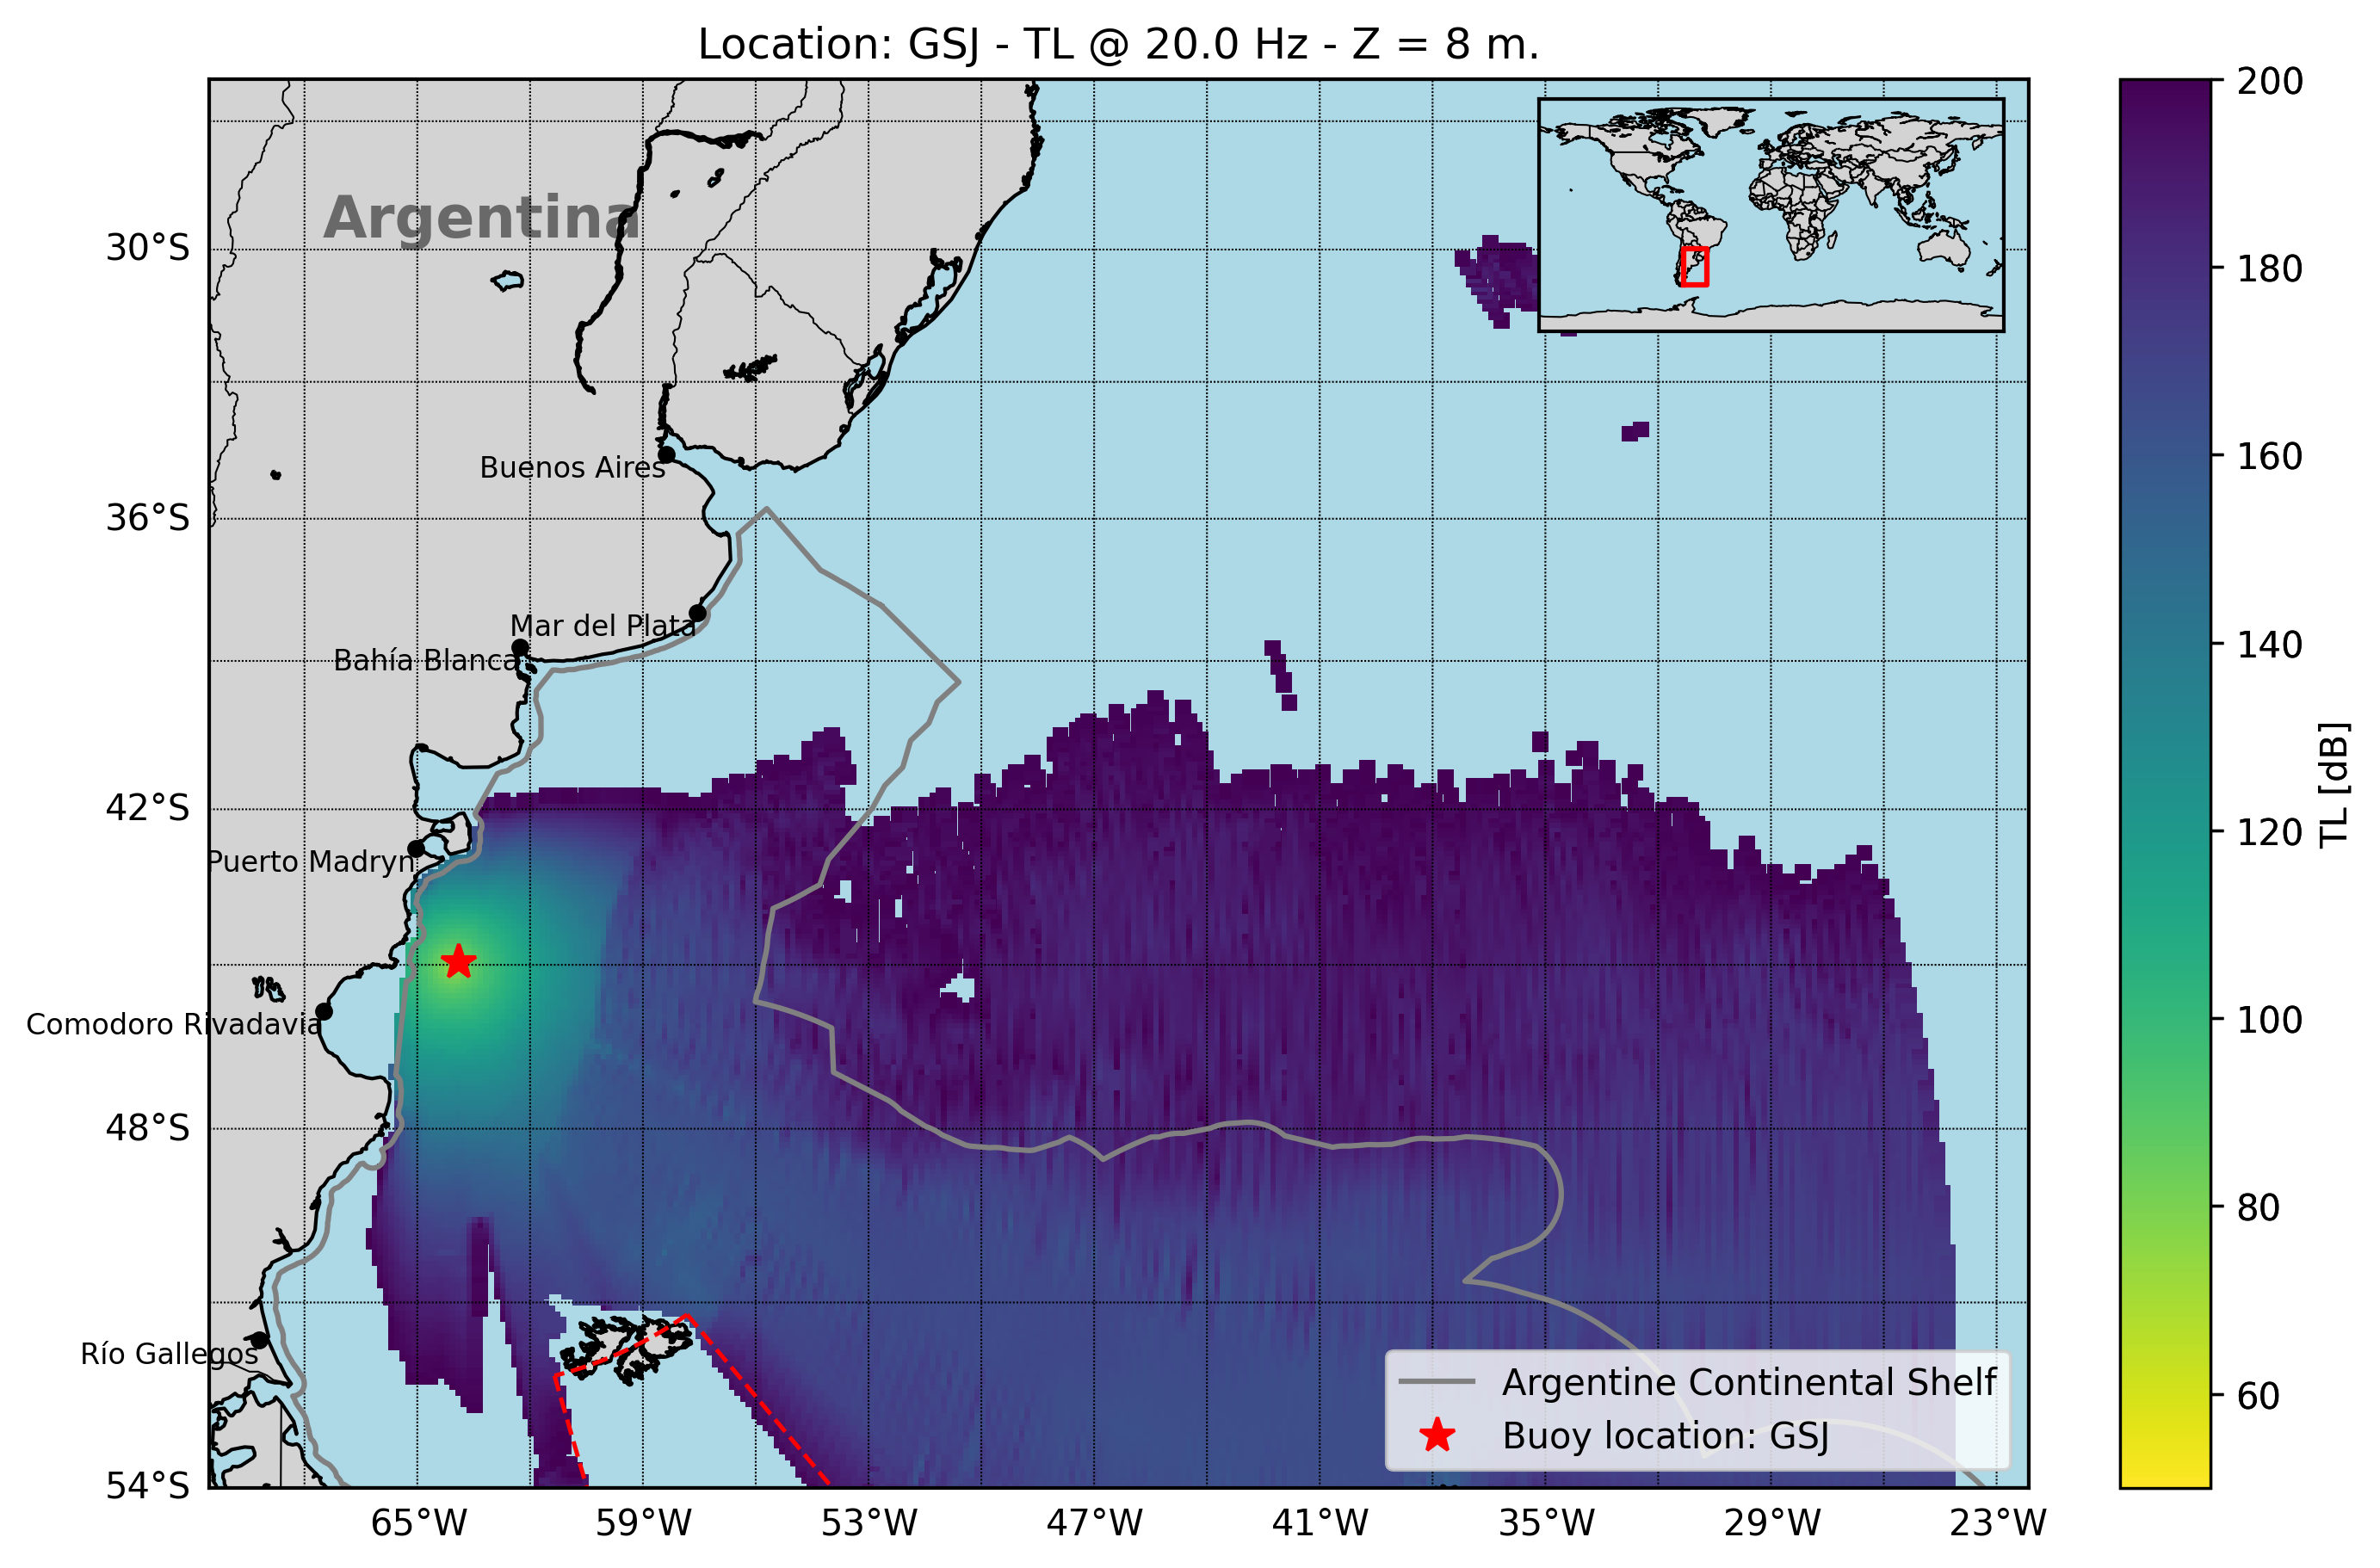 Location: GSJ - TL @ 20.0 Hz - Z = 8 m.
Argentina
30°S
36°S
42°S
48°S
54°S
Buenos Aires
Mar del Plata
Bahía Blanca
Puerto Madryn
Comodoro Rivadavia
Río Gallegos
65°W
59°W
53°W
47°W
41°W
35°W
29°W
23°W
Argentine Continental Shelf
Buoy location: GSJ
200
180
160
140
120
100
80
60
TL [dB]